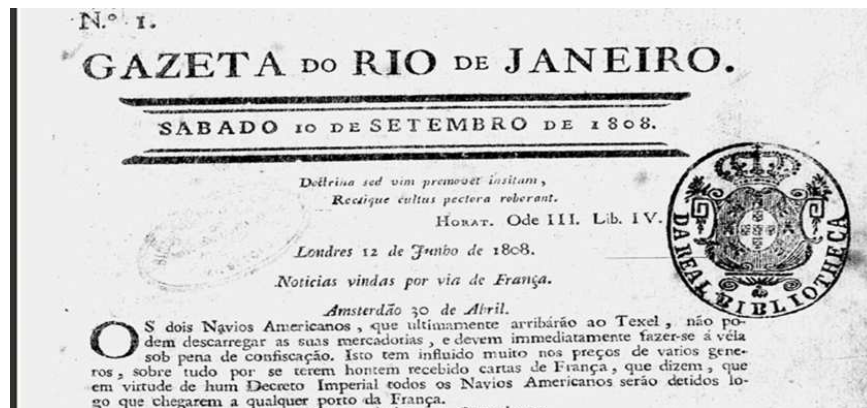 N.º 1.
GAZETA DO RIO DE JANEIRO.
SABADO 10 DE SETEMBRO DE 1808.
Doctrina sed vim promovet insitam,
Rectique cultus pectora roborant.
HORAT. Ode III. Lib. IV.
DA REAL BIBLIOTHECA
Londres 12 de Junho de 1808.
Noticias vindas por via de França.
Amsterdão 30 de Abril.
OS dois Navios Americanos, que ultimamente arribárão ao Texel, não po-
dem descarregar as suas mercadorias, e devem immediatamente fazer-se á véla
sob pena de confiscação. Isto tem influido muito nos preços de varios gene-
ros, sobre tudo por se terem hontem recebido cartas de França, que dizem, que
em virtude de hum Decreto Imperial todos os Navios Americanos serão detidos lo-
go que chegarem a qualquer porto da França.